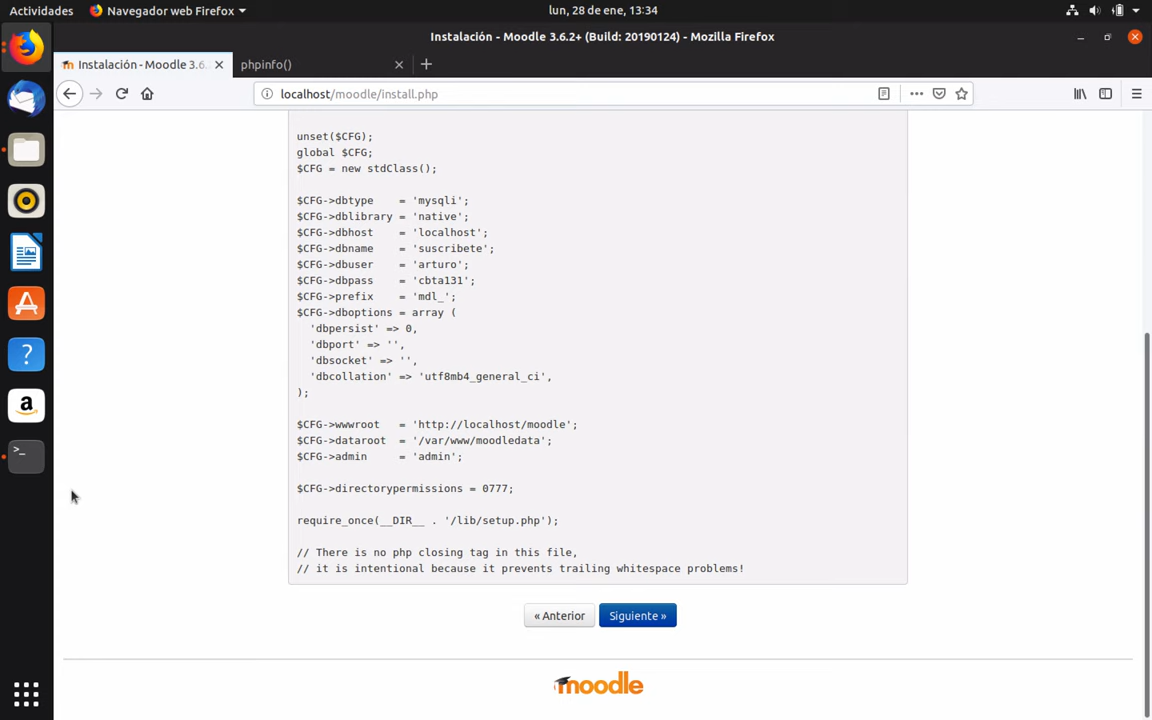 Actividades
Navegador web Firefox
lun, 28 de ene, 13:34
Instalación - Moodle 3.6.2+ (Build: 20190124) - Mozilla Firefox
Instalación - Moodle 3.6.
phpinfo()
localhost/moodle/install.php
unset($CFG);
global $CFG;
$CFG = new stdClass();
$CFG->dbtype    = 'mysqli';
$CFG->dblibrary = 'native';
$CFG->dbhost    = 'localhost';
$CFG->dbname    = 'suscribete';
$CFG->dbuser    = 'arturo';
$CFG->dbpass    = 'cbta131';
$CFG->prefix    = 'mdl_';
$CFG->dboptions = array (
  'dbpersist' => 0,
  'dbport' => '',
  'dbsocket' => '',
  'dbcollation' => 'utf8mb4_general_ci',
);
$CFG->wwwroot   = 'http://localhost/moodle';
$CFG->dataroot  = '/var/www/moodledata';
$CFG->admin     = 'admin';
$CFG->directorypermissions = 0777;
require_once(__DIR__ . '/lib/setup.php');
// There is no php closing tag in this file,
// it is intentional because it prevents trailing whitespace problems!
« Anterior
Siguiente »
moodle